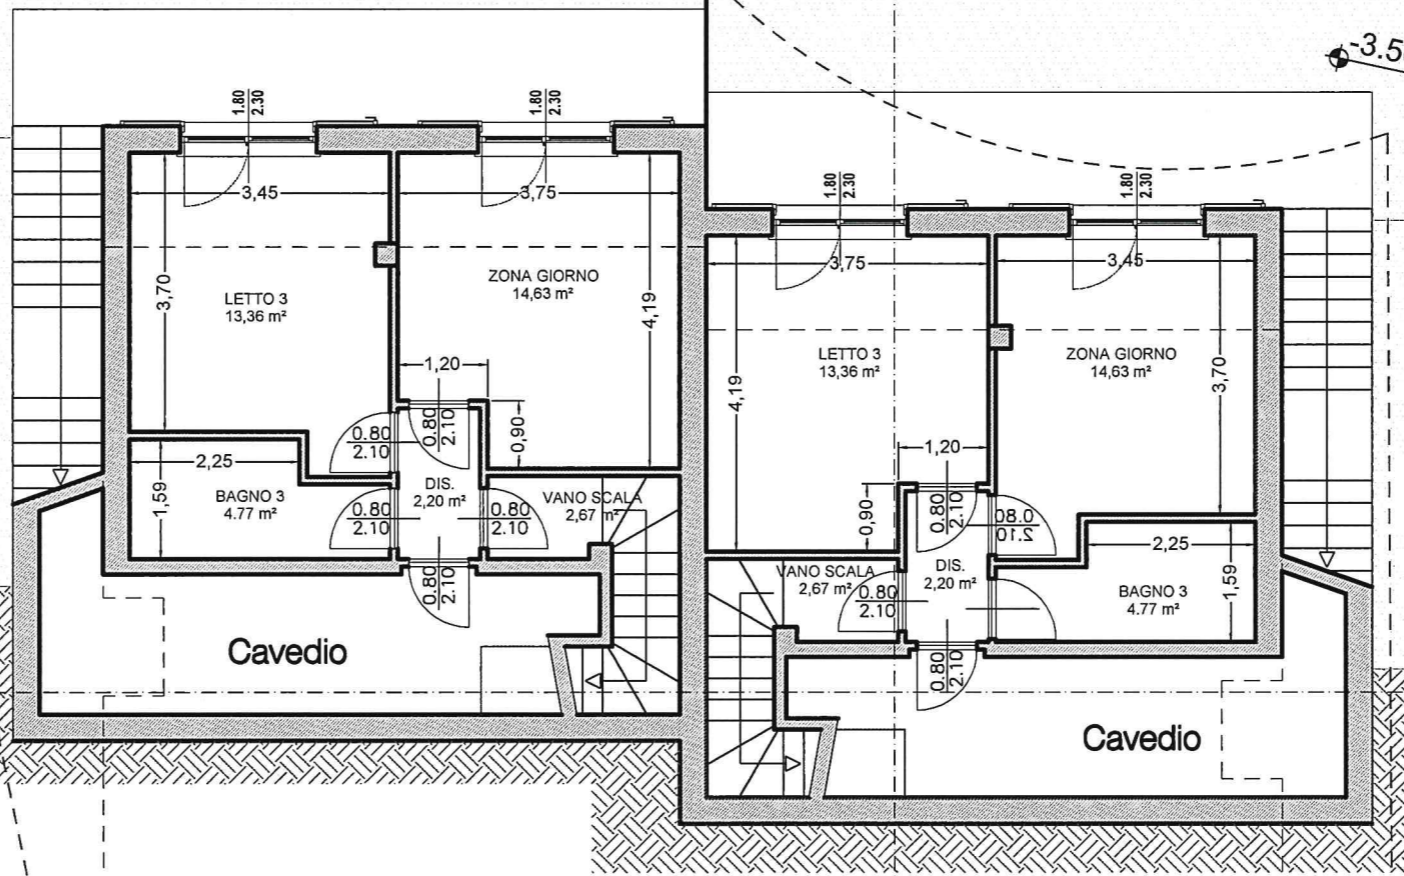 -3.5
1.80
2.30
1.80
2.30
1.80
2.30
1.80
2.30
3,45
3,75
3,75
3,45
3,70
LETTO 3
13,36 m²
ZONA GIORNO
14,63 m²
4,19
1,20
0.80
2.10
0.80
2.10
0,90
2,25
1,59
BAGNO 3
4.77 m²
0.80
2.10
DIS.
2,20 m²
0.80
2.10
VANO SCALA
2,67 m²
0.80
2.10
Cavedio
4,19
LETTO 3
13,36 m²
ZONA GIORNO
14,63 m²
3,70
1,20
0,90
0.80
2.10
0.80
2.10
2,25
VANO SCALA
2,67 m²
0.80
2.10
DIS.
2,20 m²
BAGNO 3
4.77 m²
1,59
0.80
2.10
Cavedio